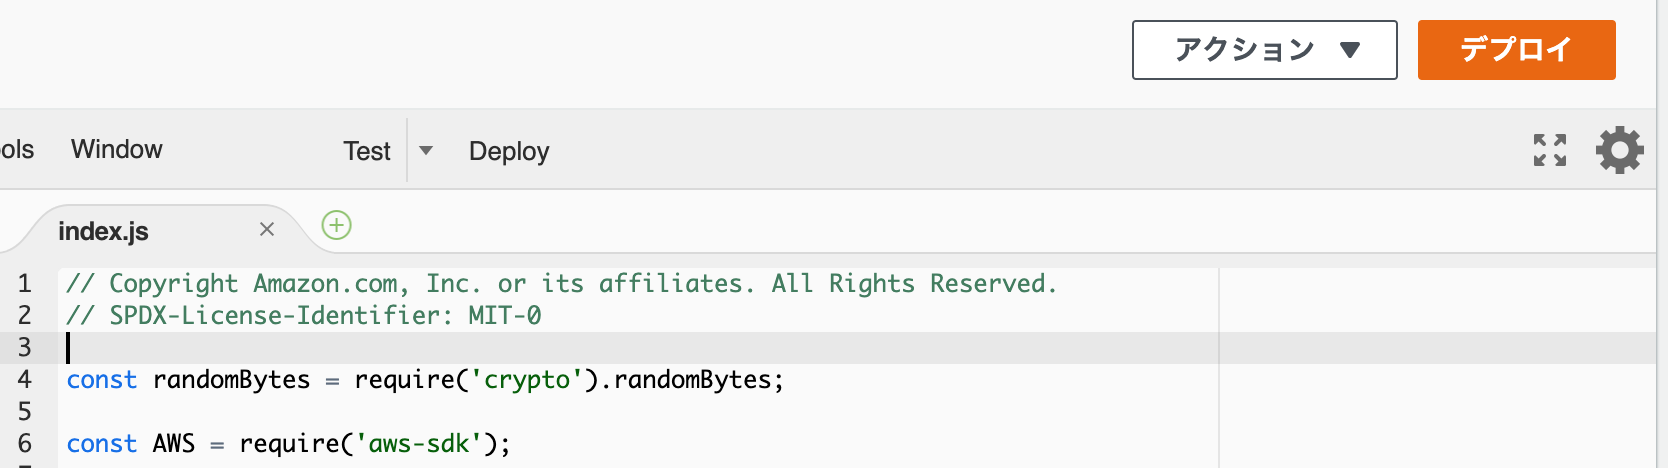 アクション ▼ デプロイ
ols Window Test Deploy
index.js ×
1 // Copyright Amazon.com, Inc. or its affiliates. All Rights Reserved.
2 // SPDX-License-Identifier: MIT-0
3
4 const randomBytes = require('crypto').randomBytes;
5
6 const AWS = require('aws-sdk');